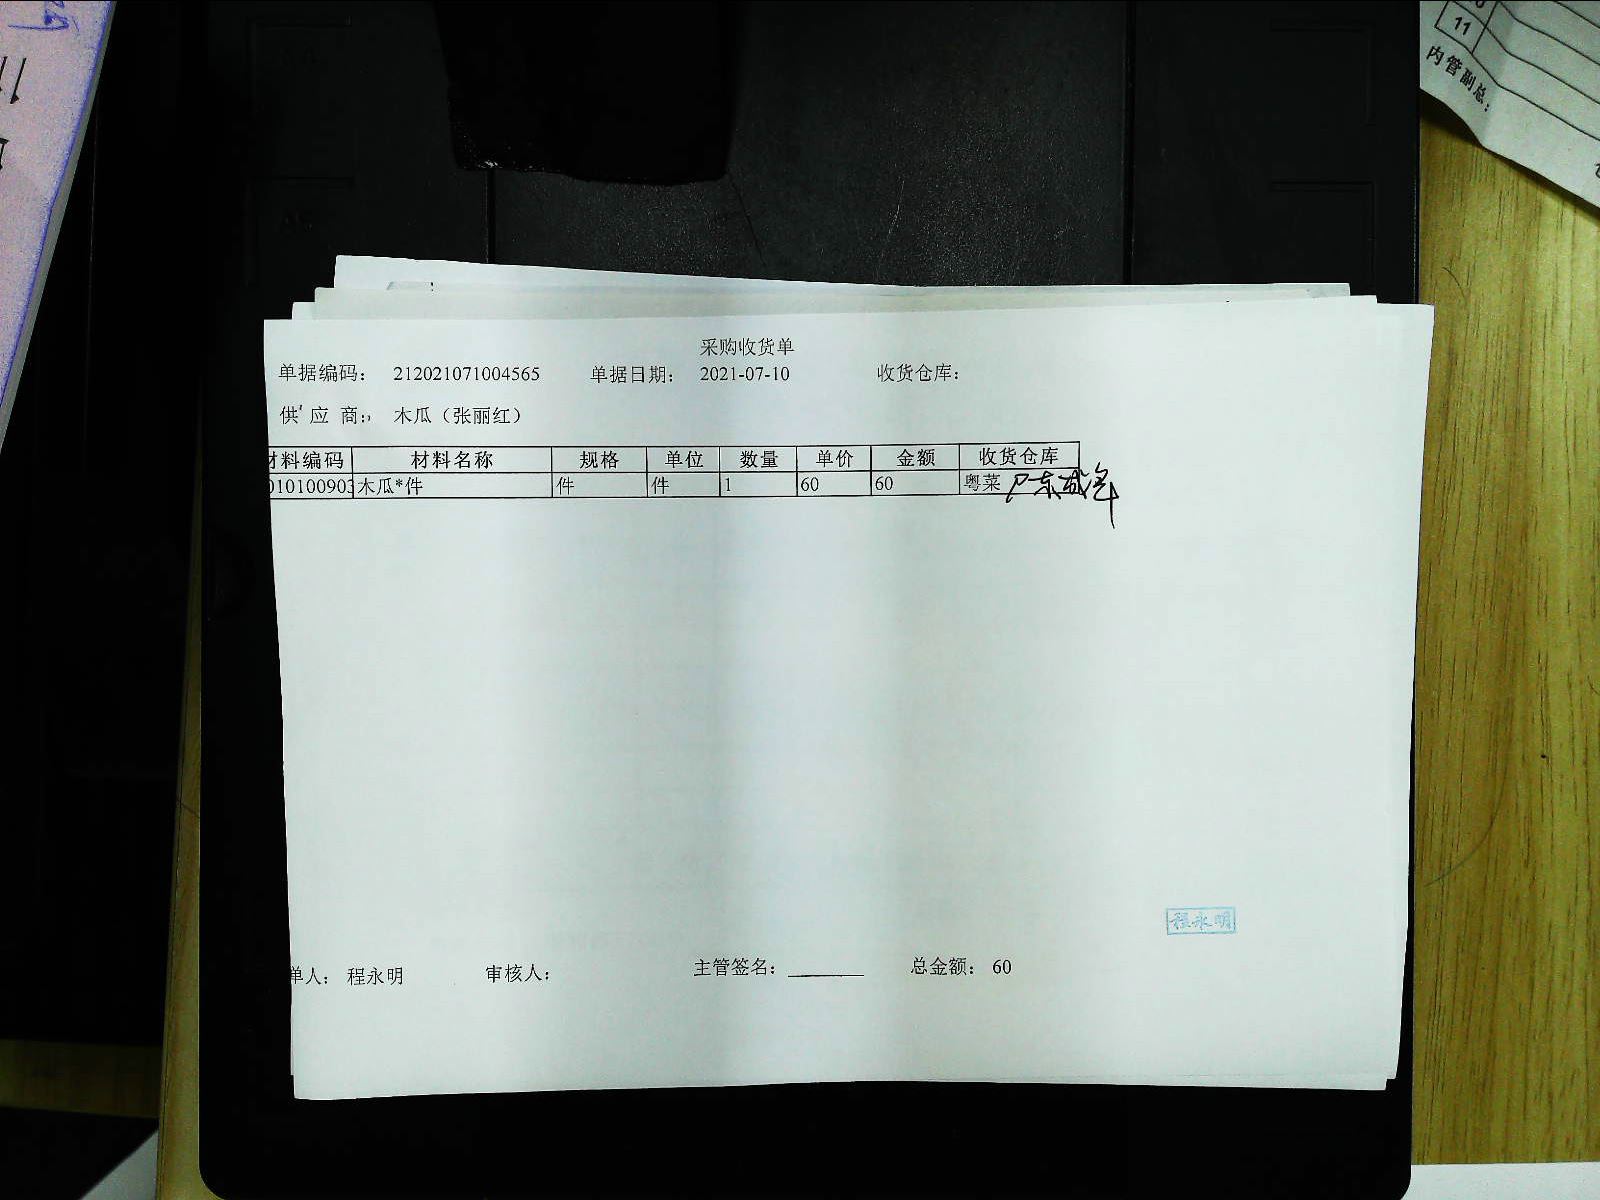 11
内管副总：
采购收货单
单据编码： 212021071004565 单据日期： 2021-07-10 收货仓库：
供应商： 木瓜（张丽红）
材料编码 材料名称 规格 单位 数量 单价 金额 收货仓库
010100903 木瓜*件 件 件 1 60 60 粤菜
程永明
单人： 程永明 审核人： 主管签名： 总金额： 60